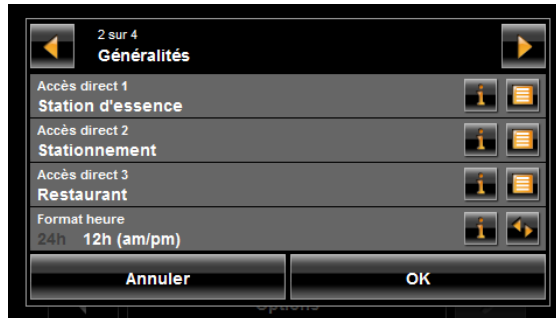 2 sur 4
Généralités
Accès direct 1
Station d'essence
Accès direct 2
Stationnement
Accès direct 3
Restaurant
Format heure
24h 12h (am/pm)
Annuler OK
Options